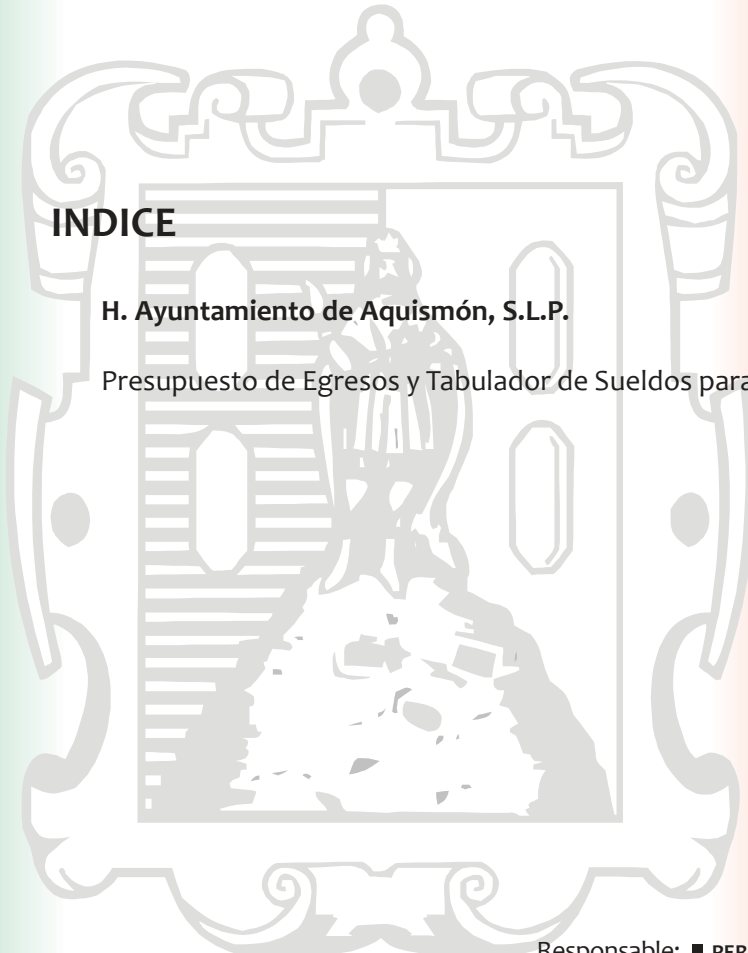 INDICE
H. Ayuntamiento de Aquismón, S.L.P.
Presupuesto de Egresos y Tabulador de Sueldos para
Responsable: